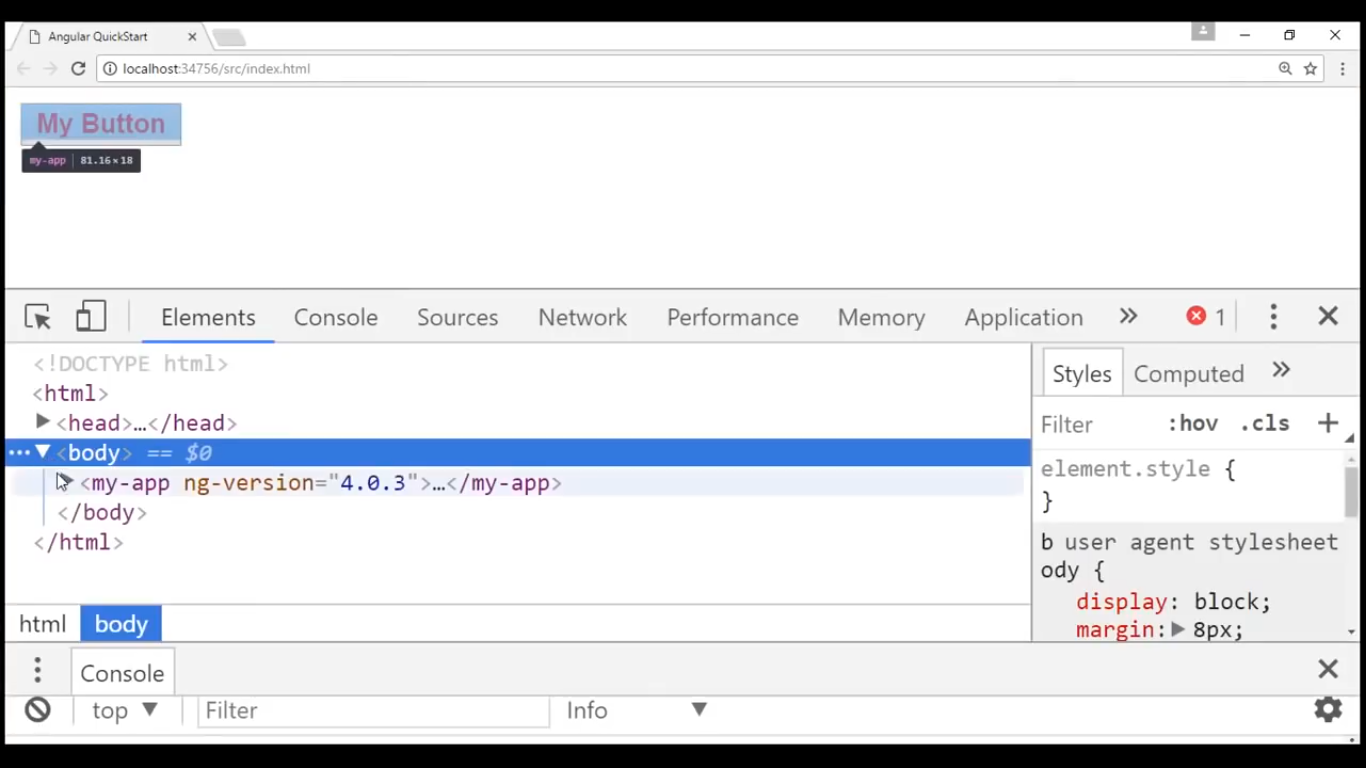 Angular QuickStart
localhost:34756/src/index.html
My Button
my-app 81.16×18
Elements Console Sources Network Performance Memory Application 1
<!DOCTYPE html>
<html>
<head>…</head>
<body> == $0
<my-app ng-version="4.0.3">…</my-app>
</body>
</html>
html body
Styles Computed
Filter :hov .cls
element.style {
}
b user agent stylesheet
ody {
display: block;
margin: 8px;
Console
top Filter Info